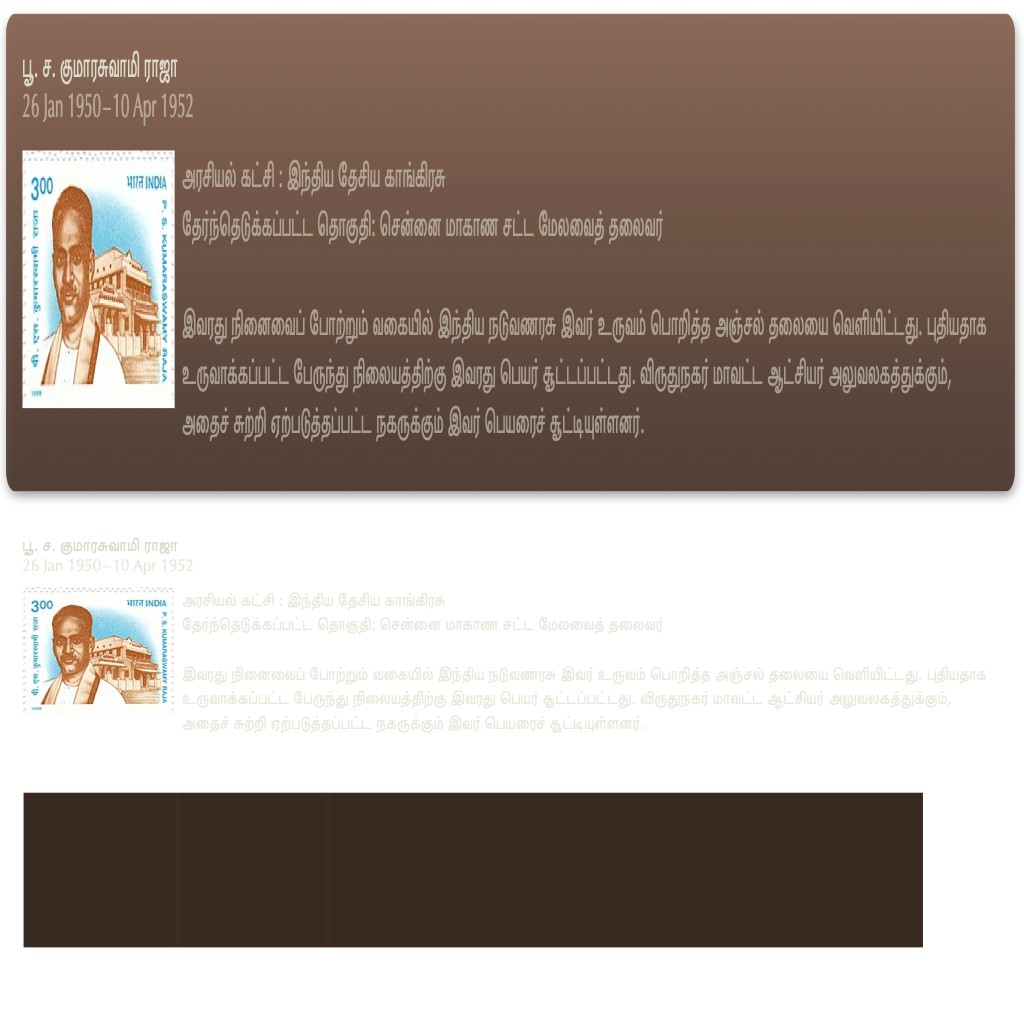 பூ. ச. குமாரசுவாமி ராஜா
26 Jan 1950–10 Apr 1952
3.00
भारत INDIA
P. S. KUMARASWAMY RAJA
பீ. எஸ். குமாரஸ்வாமி ராஜா
1999
அரசியல் கட்சி : இந்திய தேசிய காங்கிரசு
தேர்ந்தெடுக்கப்பட்ட தொகுதி: சென்னை மாகாண சட்ட மேலவைத் தலைவர்
இவரது நினைவைப் போற்றும் வகையில் இந்திய நடுவணரசு இவர் உருவம் பொறித்த அஞ்சல் தலையை வெளியிட்டது. புதியதாக
உருவாக்கப்பட்ட பேருந்து நிலையத்திற்கு இவரது பெயர் சூட்டப்பட்டது. விருதுநகர் மாவட்ட ஆட்சியர் அலுவலகத்துக்கும்,
அதைச் சுற்றி ஏற்படுத்தப்பட்ட நகருக்கும் இவர் பெயரைச் சூட்டியுள்ளனர்.
பூ. ச. குமாரசுவாமி ராஜா
26 Jan 1950–10 Apr 1952
3.00
भारत INDIA
P. S. KUMARASWAMY RAJA
பீ. எஸ். குமாரஸ்வாமி ராஜா
அரசியல் கட்சி : இந்திய தேசிய காங்கிரசு
தேர்ந்தெடுக்கப்பட்ட தொகுதி: சென்னை மாகாண சட்ட மேலவைத் தலைவர்
இவரது நினைவைப் போற்றும் வகையில் இந்திய நடுவணரசு இவர் உருவம் பொறித்த அஞ்சல் தலையை வெளியிட்டது. புதியதாக
உருவாக்கப்பட்ட பேருந்து நிலையத்திற்கு இவரது பெயர் சூட்டப்பட்டது. விருதுநகர் மாவட்ட ஆட்சியர் அலுவலகத்துக்கும்,
அதைச் சுற்றி ஏற்படுத்தப்பட்ட நகருக்கும் இவர் பெயரைச் சூட்டியுள்ளனர்.